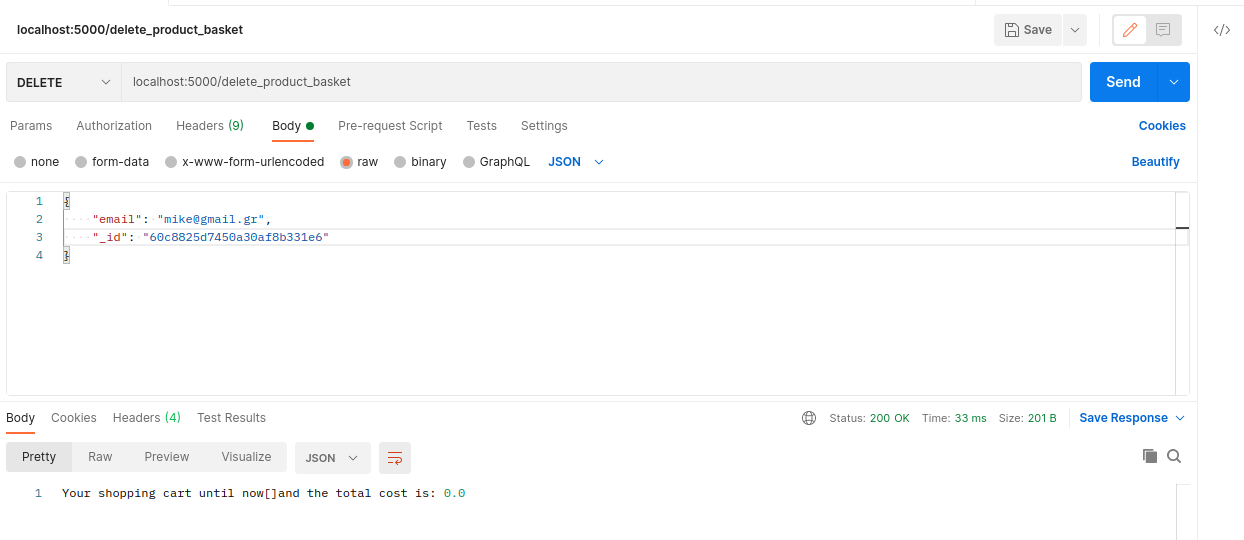 localhost:5000/delete_product_basket
Save
</>
DELETE
localhost:5000/delete_product_basket
Send
Params Authorization Headers (9) Body Pre-request Script Tests Settings Cookies
none form-data x-www-form-urlencoded raw binary GraphQL JSON Beautify
1 {
2 "email": "mike@gmail.gr",
3 "_id": "60c8825d7450a30af8b331e6"
4 }
Body Cookies Headers (4) Test Results Status: 200 OK Time: 33 ms Size: 201 B Save Response
Pretty Raw Preview Visualize JSON
1 Your shopping cart until now[]and the total cost is: 0.0